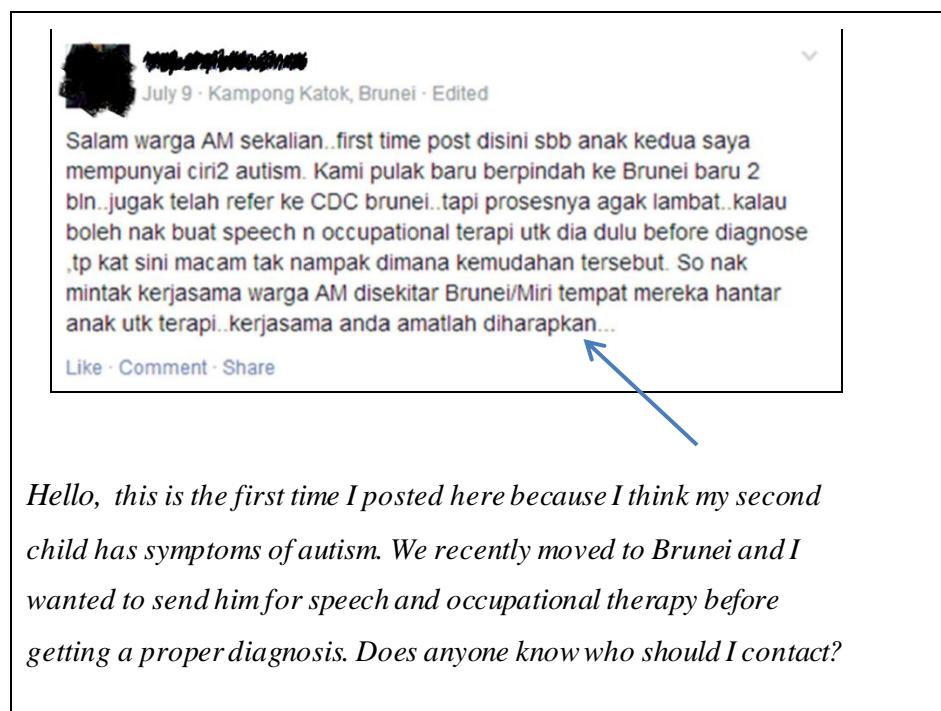 July 9 · Kampong Katok, Brunei · Edited
Salam warga AM sekalian..first time post disini sbb anak kedua saya
mempunyai ciri2 autism. Kami pulak baru berpindah ke Brunei baru 2
bln..jugak telah refer ke CDC brunei..tapi prosesnya agak lambat..kalau
boleh nak buat speech n occupational terapi utk dia dulu before diagnose
,tp kat sini macam tak nampak dimana kemudahan tersebut. So nak
mintak kerjasama warga AM disekitar Brunei/Miri tempat mereka hantar
anak utk terapi..kerjasama anda amatlah diharapkan...
Like · Comment · Share
Hello, this is the first time I posted here because I think my second
child has symptoms of autism. We recently moved to Brunei and I
wanted to send him for speech and occupational therapy before
getting a proper diagnosis. Does anyone know who should I contact?